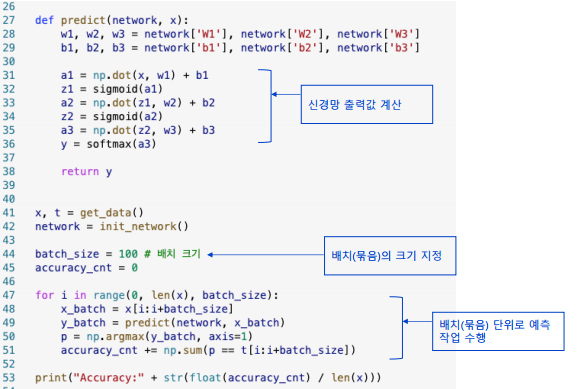 26
27 def predict(network, x):
28 w1, w2, w3 = network['W1'], network['W2'], network['W3']
29 b1, b2, b3 = network['b1'], network['b2'], network['b3']
30
31 a1 = np.dot(x, w1) + b1
32 z1 = sigmoid(a1)
33 a2 = np.dot(z1, w2) + b2
34 z2 = sigmoid(a2)
35 a3 = np.dot(z2, w3) + b3
36 y = softmax(a3)
37
38 return y
39
40
41 x, t = get_data()
42 network = init_network()
43
44 batch_size = 100 # 배치 크기
45 accuracy_cnt = 0
46
47 for i in range(0, len(x), batch_size):
48 x_batch = x[i:i+batch_size]
49 y_batch = predict(network, x_batch)
50 p = np.argmax(y_batch, axis=1)
51 accuracy_cnt += np.sum(p == t[i:i+batch_size])
52
53 print("Accuracy:" + str(float(accuracy_cnt) / len(x)))
신경망 출력값 계산
배치(묶음)의 크기 지정
배치(묶음) 단위로 예측
작업 수행